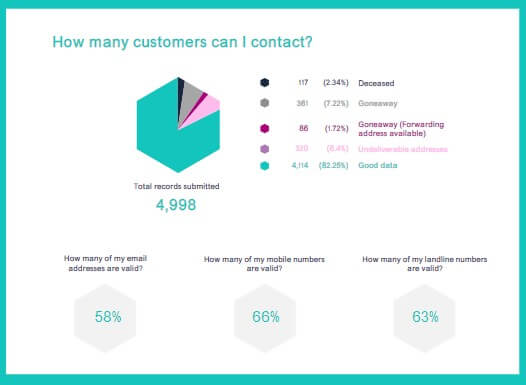 How many customers can I contact?
117 (2.34%) Deceased
361 (7.22%) Goneaway
86 (1.72%) Goneaway (Forwarding
address available)
320 (6.4%) Undeliverable addresses
4,114 (82.25%) Good data
Total records submitted
4,998
How many of my email
addresses are valid?
58%
How many of my mobile numbers
are valid?
66%
How many of my landline numbers
are valid?
63%